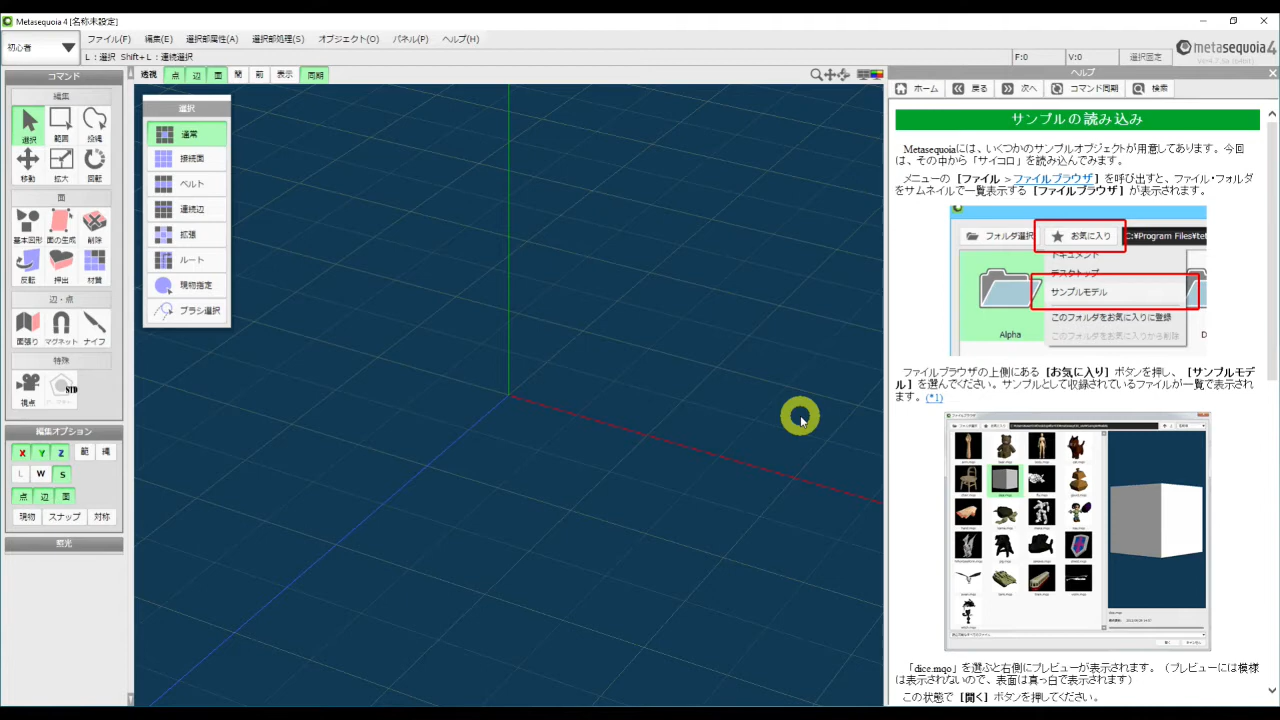 Metasequoia 4 [名称未設定]
初心者
ファイル(F) 編集(E) 選択部属性(A) 選択部処理(S) オブジェクト(O) パネル(P) ヘルプ(H)
L : 選択 Shift+L : 連続選択
F:0 V:0 選択固定
metasequoia4
コマンド
透視 点 辺 面 開 前 表示 同期
ヘルプ
ホーム 戻る 次へ コマンド同期 検索
編集
選択 範囲 投縄
移動 拡大 回転
面
基本図形 面の生成 削除
反転 押出 材質
辺・点
面張り マグネット ナイフ
特殊
視点
STD
編集オプション
X Y Z 範 縄
L W S
点 辺 面
現物 スナップ 対称
照光
選択
通常
接続面
ベルト
連続辺
拡張
ルート
現物指定
ブラシ選択
サンプルの読み込み
Metasequoiaには、いくつかのサンプルオブジェクトが用意してあります。今回
は、その中から「サイコロ」を読み込んでみます。
メニューの【ファイル > ファイルブラウザ】を呼び出すと、ファイル・フォルダ
をサムネイルで一覧表示する【ファイルブラウザ】が表示されます。
フォルダ選択 お気に入り C:¥Program Files¥tet
ドキュメント
デスクトップ
サンプルモデル
このフォルダをお気に入りに登録
このフォルダをお気に入りから削除
Alpha
ファイルブラウザの上側にある【お気に入り】ボタンを押し、【サンプルモデ
ル】を選んでください。サンプルとして収録されているファイルが一覧で表示され
ます。(*1)
「dice.mqo」を選ぶと右側にプレビューが表示されます。（プレビューには模様
は表示されないので、表面は真っ白で表示されます）
この状態で【開く】ボタンを押してください。